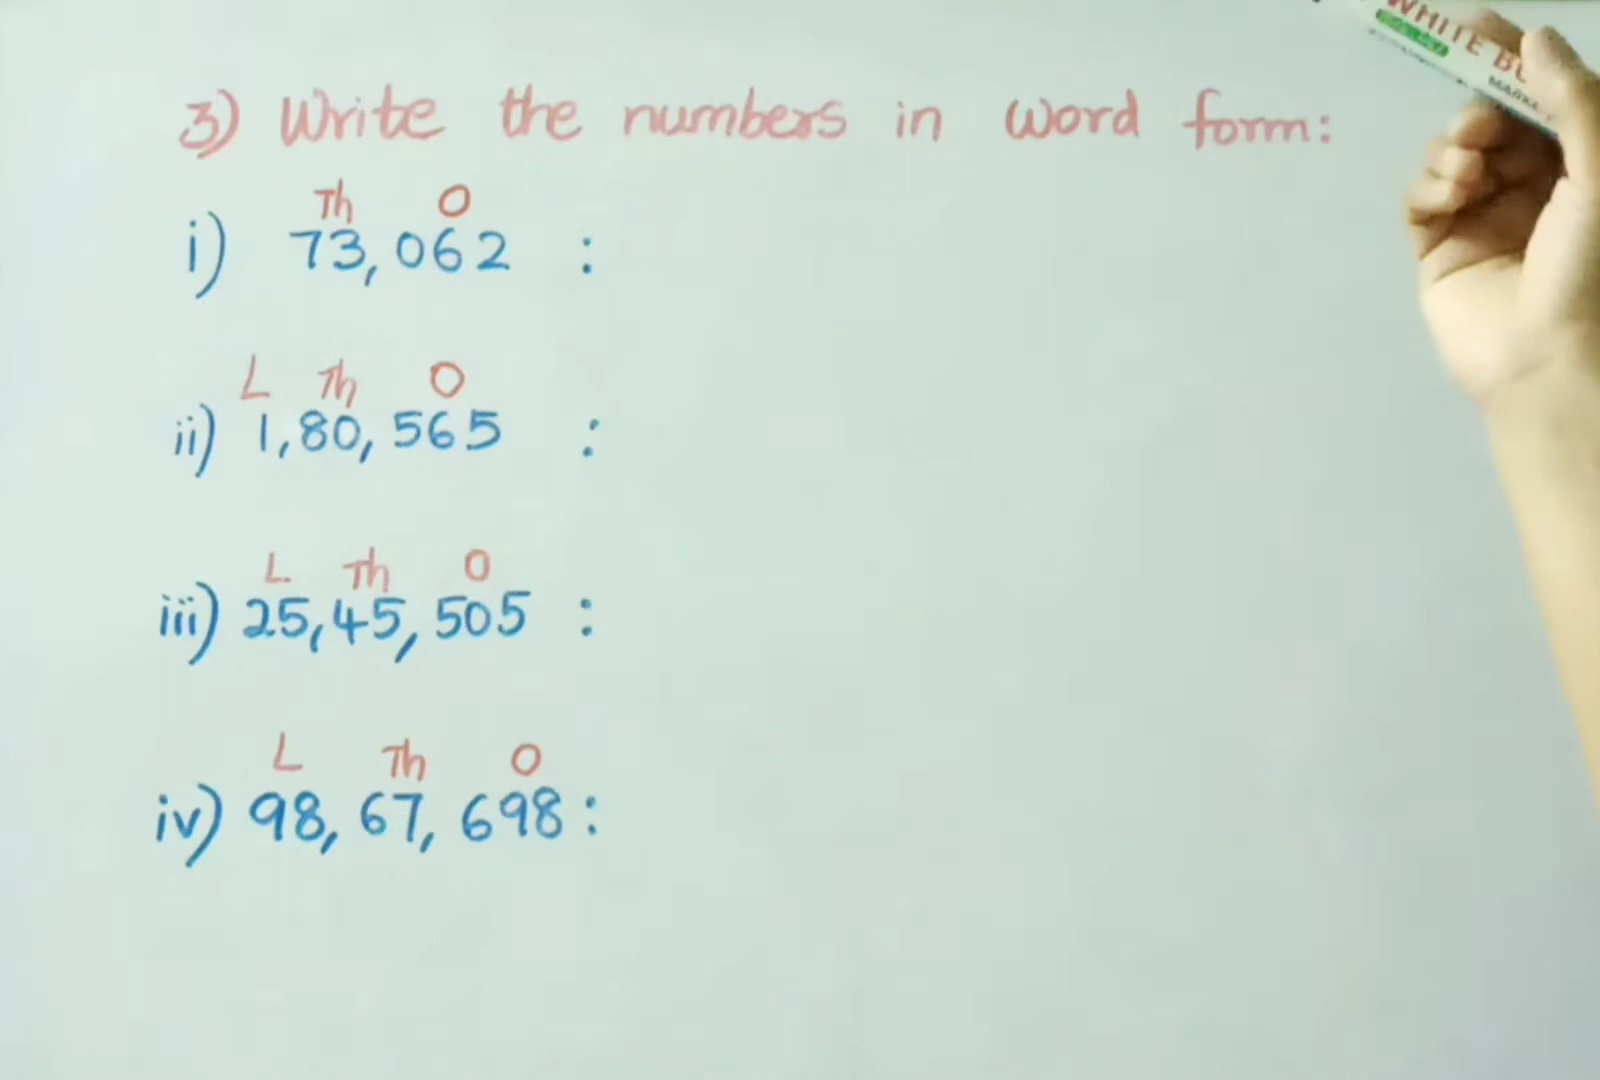 WHITE B
MARK
3) Write the numbers in word form:
Th O
i) 73,062 :
L Th O
ii) 1,80,565 :
L Th O
iii) 25,45,505 :
L Th O
iv) 98,67,698 :